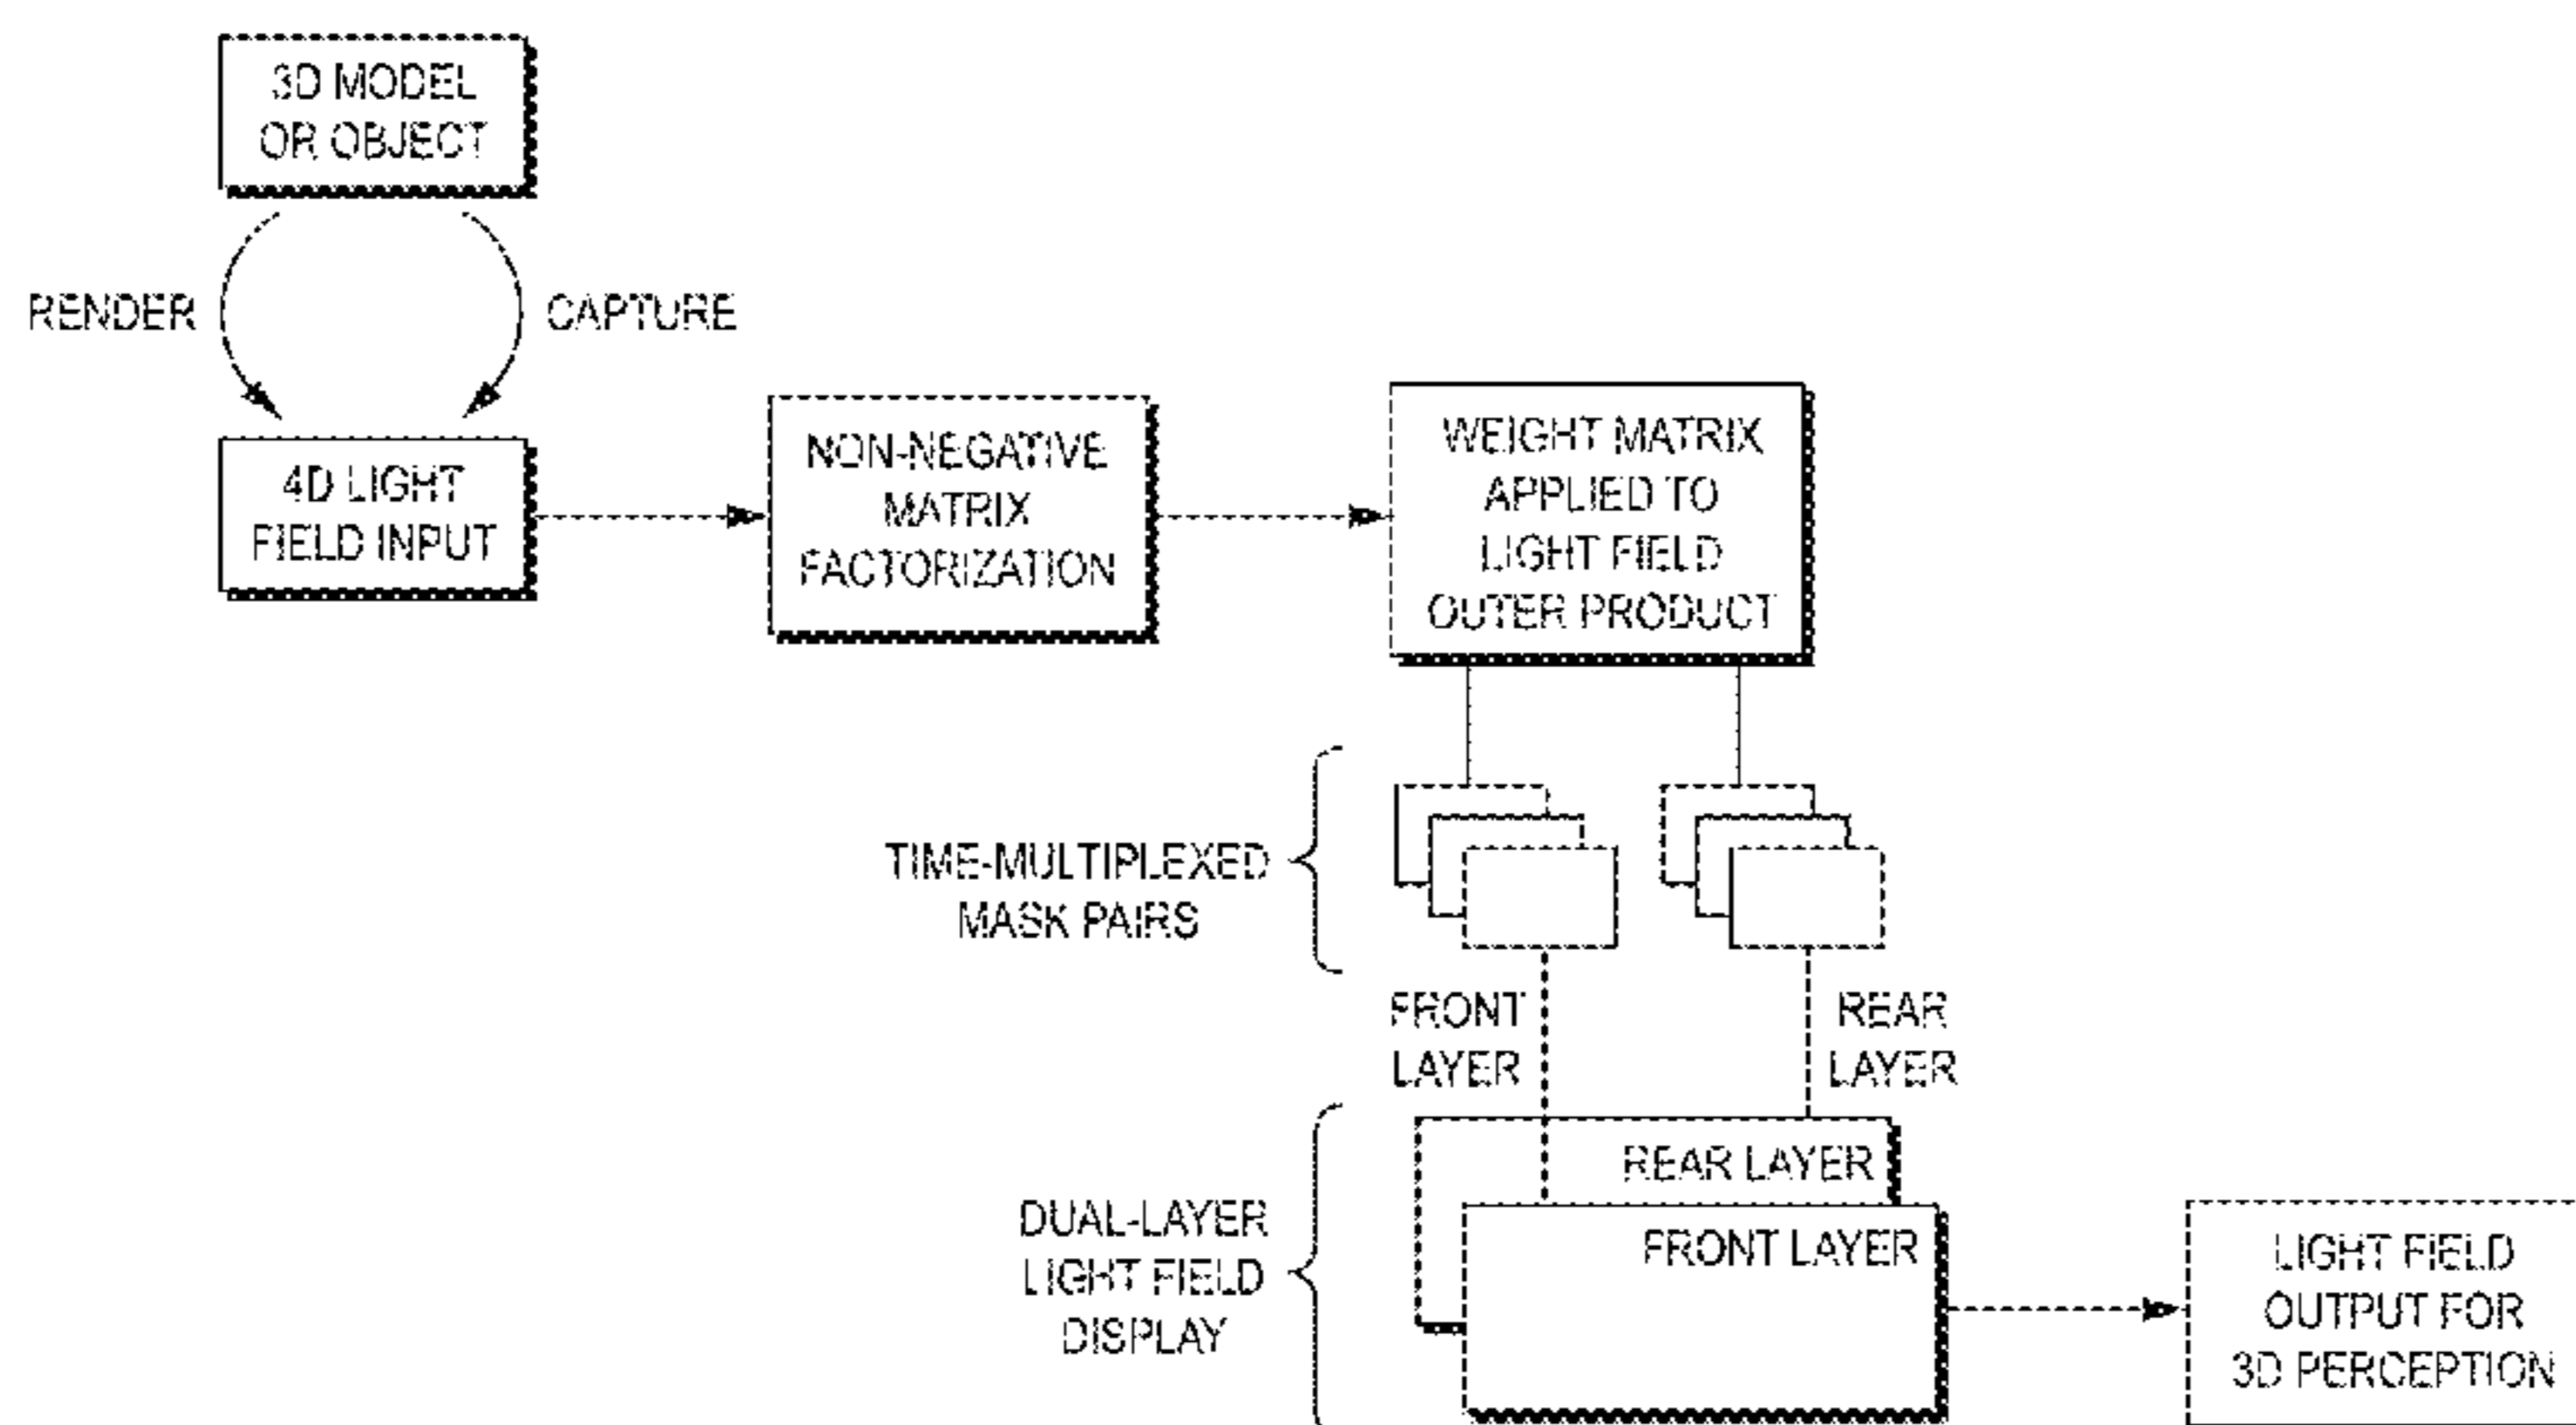 3D MODEL
OR OBJECT
RENDER
CAPTURE
4D LIGHT
FIELD INPUT
NON-NEGATIVE
MATRIX
FACTORIZATION
WEIGHT MATRIX
APPLIED TO
LIGHT FIELD
OUTER PRODUCT
TIME-MULTIPLEXED
MASK PAIRS
FRONT
LAYER
REAR
LAYER
DUAL-LAYER
LIGHT FIELD
DISPLAY
REAR LAYER
FRONT LAYER
LIGHT FIELD
OUTPUT FOR
3D PERCEPTION